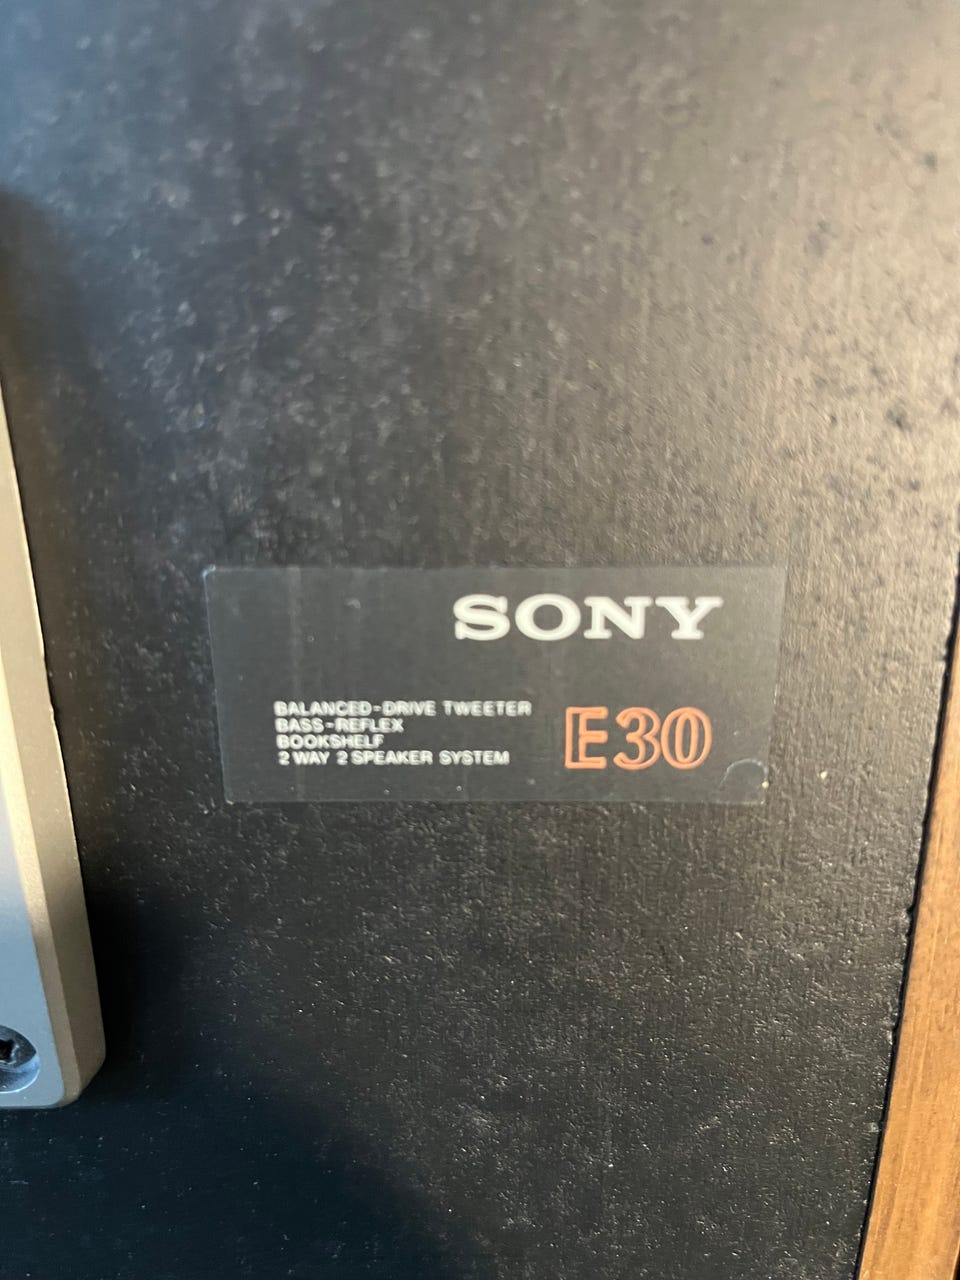 SONY
BALANCED-DRIVE TWEETER
BASS-REFLEX
BOOKSHELF
2 WAY 2 SPEAKER SYSTEM
E30